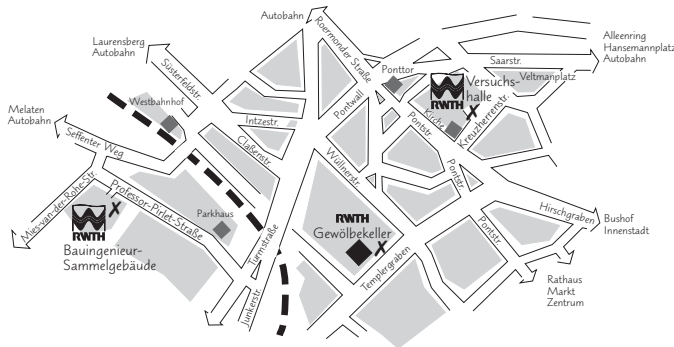 Autobahn
Roermonder Straße
Alleenring
Hansemannplatz
Autobahn
Laurensberg
Autobahn
Süsterfeldstr.
Ponttor
Saarstr.
Veltmanplatz
Versuchs-
halle
RWTH
Kirche
Kreuzherrenstr.
Westbahnhof
Melaten
Autobahn
Seffenter Weg
Intzestr.
Claßenstr.
Pontwall
Pontstr.
Wüllnerstr.
Pontstr.
Mies-van-der-Rohe-Str.
Professor-Pirlet-Straße
RWTH
Bauingenieur-
Sammelgebäude
Parkhaus
Turmstraße
RWTH
Gewölbekeller
Templergraben
Pontstr.
Hirschgraben
Bushof
Innenstadt
Junkerstr.
Rathaus
Markt
Zentrum